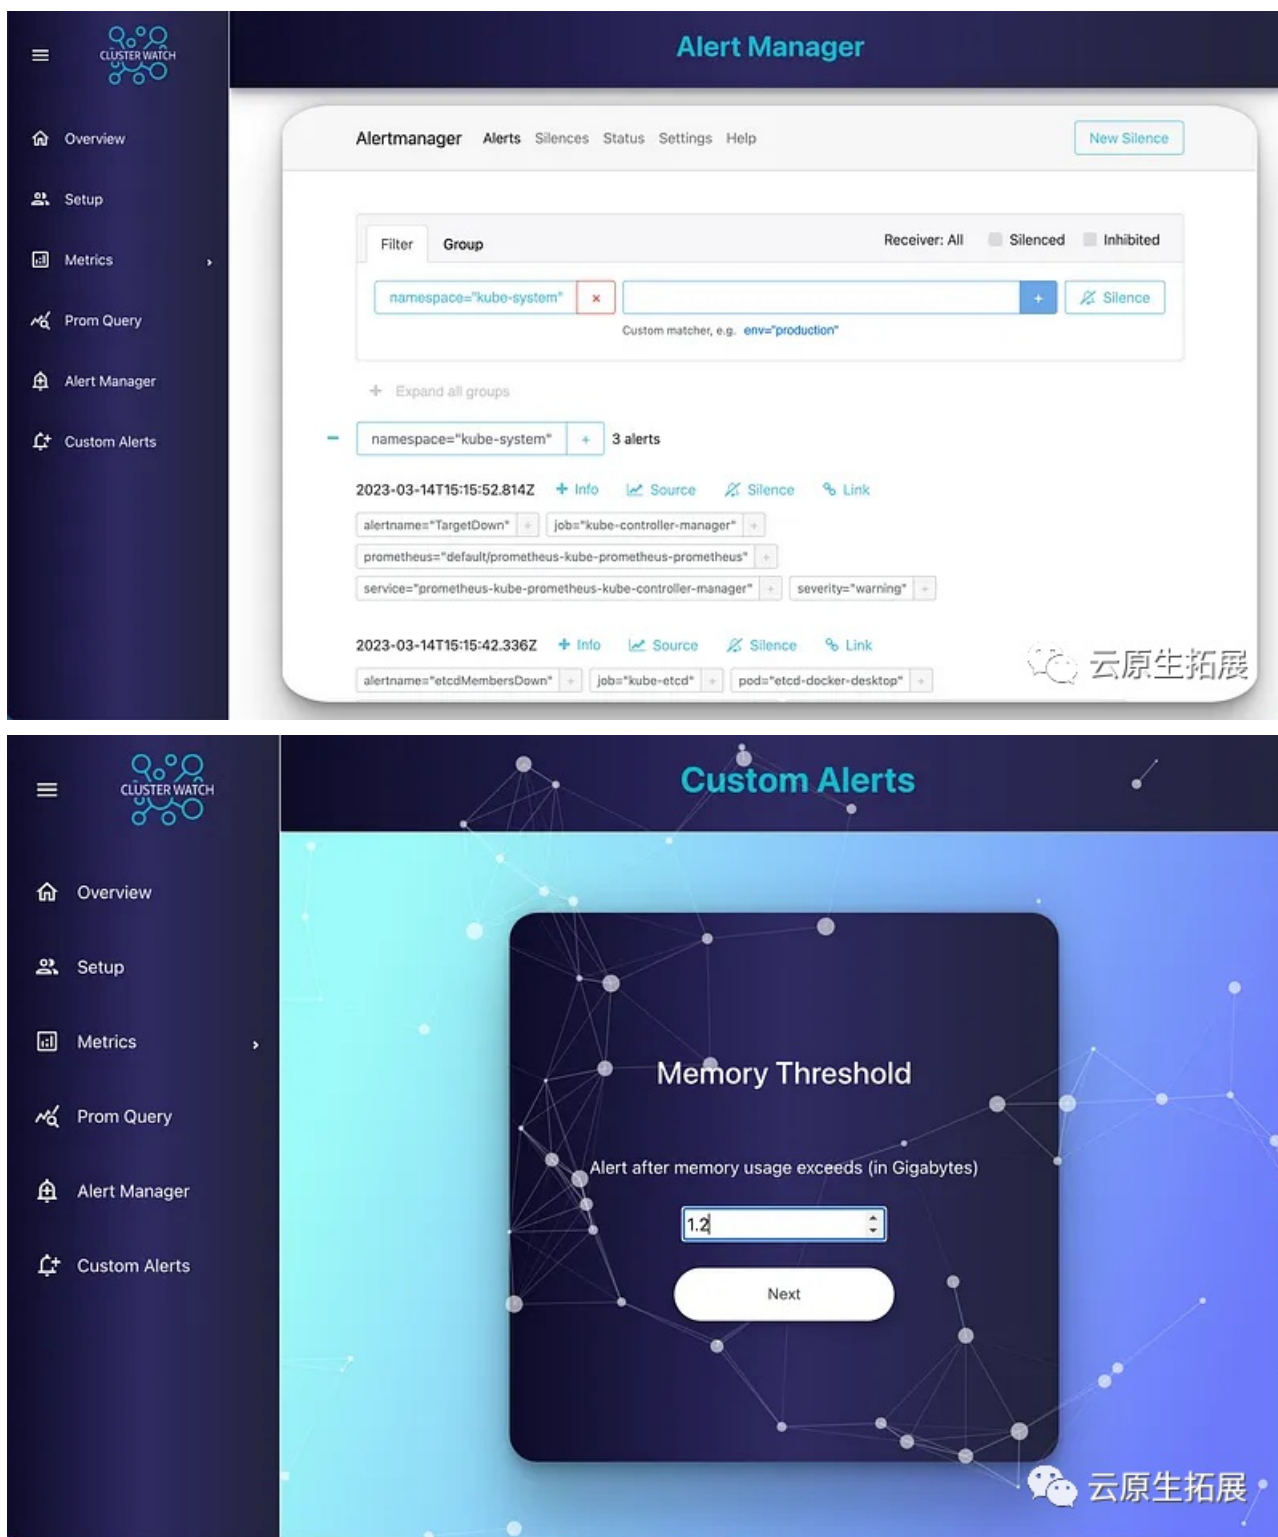 CLUSTER WATCH
Alert Manager
Overview
Setup
Metrics
Prom Query
Alert Manager
Custom Alerts
Alertmanager Alerts Silences Status Settings Help New Silence
Filter Group Receiver: All Silenced Inhibited
namespace="kube-system" × + Silence
Custom matcher, e.g. env="production"
+ Expand all groups
− namespace="kube-system" + 3 alerts
2023-03-14T15:15:52.814Z + Info Source Silence Link
alertname="TargetDown" + job="kube-controller-manager" +
prometheus="default/prometheus-kube-prometheus-prometheus" +
service="prometheus-kube-prometheus-kube-controller-manager" + severity="warning" +
2023-03-14T15:15:42.336Z + Info Source Silence Link
alertname="etcdMembersDown" + job="kube-etcd" + pod="etcd-docker-desktop" +
云原生拓展
CLUSTER WATCH
Custom Alerts
Overview
Setup
Metrics
Prom Query
Alert Manager
Custom Alerts
Memory Threshold
Alert after memory usage exceeds (in Gigabytes)
1.2
Next
云原生拓展